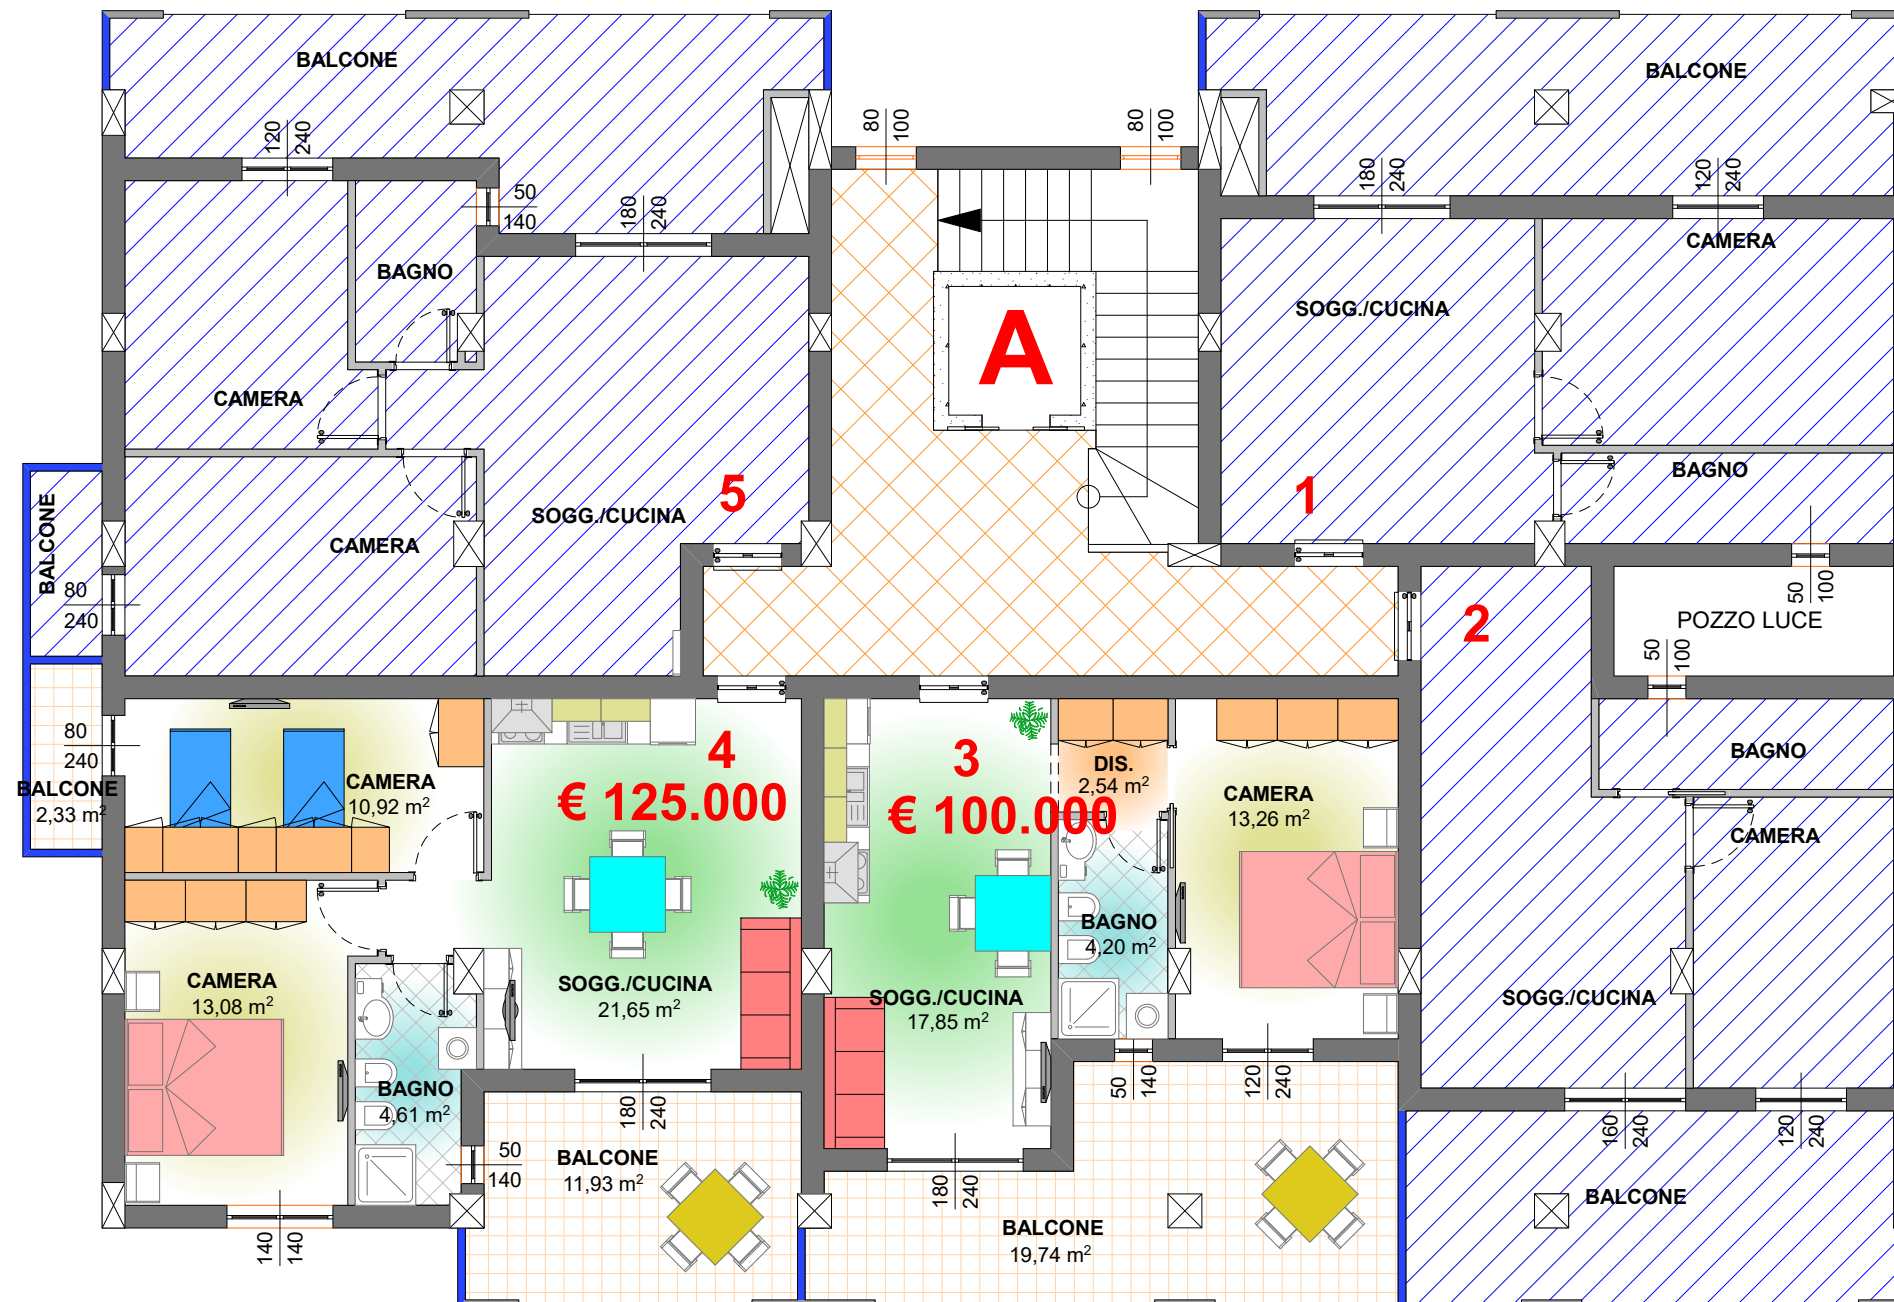 BALCONE
BALCONE
120
240
80
100
80
100
180
240
120
240
50
140
180
240
BAGNO
CAMERA
SOGG./CUCINA
A
CAMERA
BAGNO
5
1
SOGG./CUCINA
CAMERA
BALCONE
80
240
50
100
2
POZZO LUCE
50
100
80
240
BALCONE
2,33 m²
CAMERA
10,92 m²
4
€ 125.000
3
€ 100.000
DIS.
2,54 m²
CAMERA
13,26 m²
BAGNO
CAMERA
BAGNO
4,20 m²
CAMERA
13,08 m²
SOGG./CUCINA
21,65 m²
SOGG./CUCINA
17,85 m²
SOGG./CUCINA
BAGNO
4,61 m²
180
240
50
140
120
240
160
240
120
240
50
140
BALCONE
11,93 m²
180
240
BALCONE
140
140
BALCONE
19,74 m²